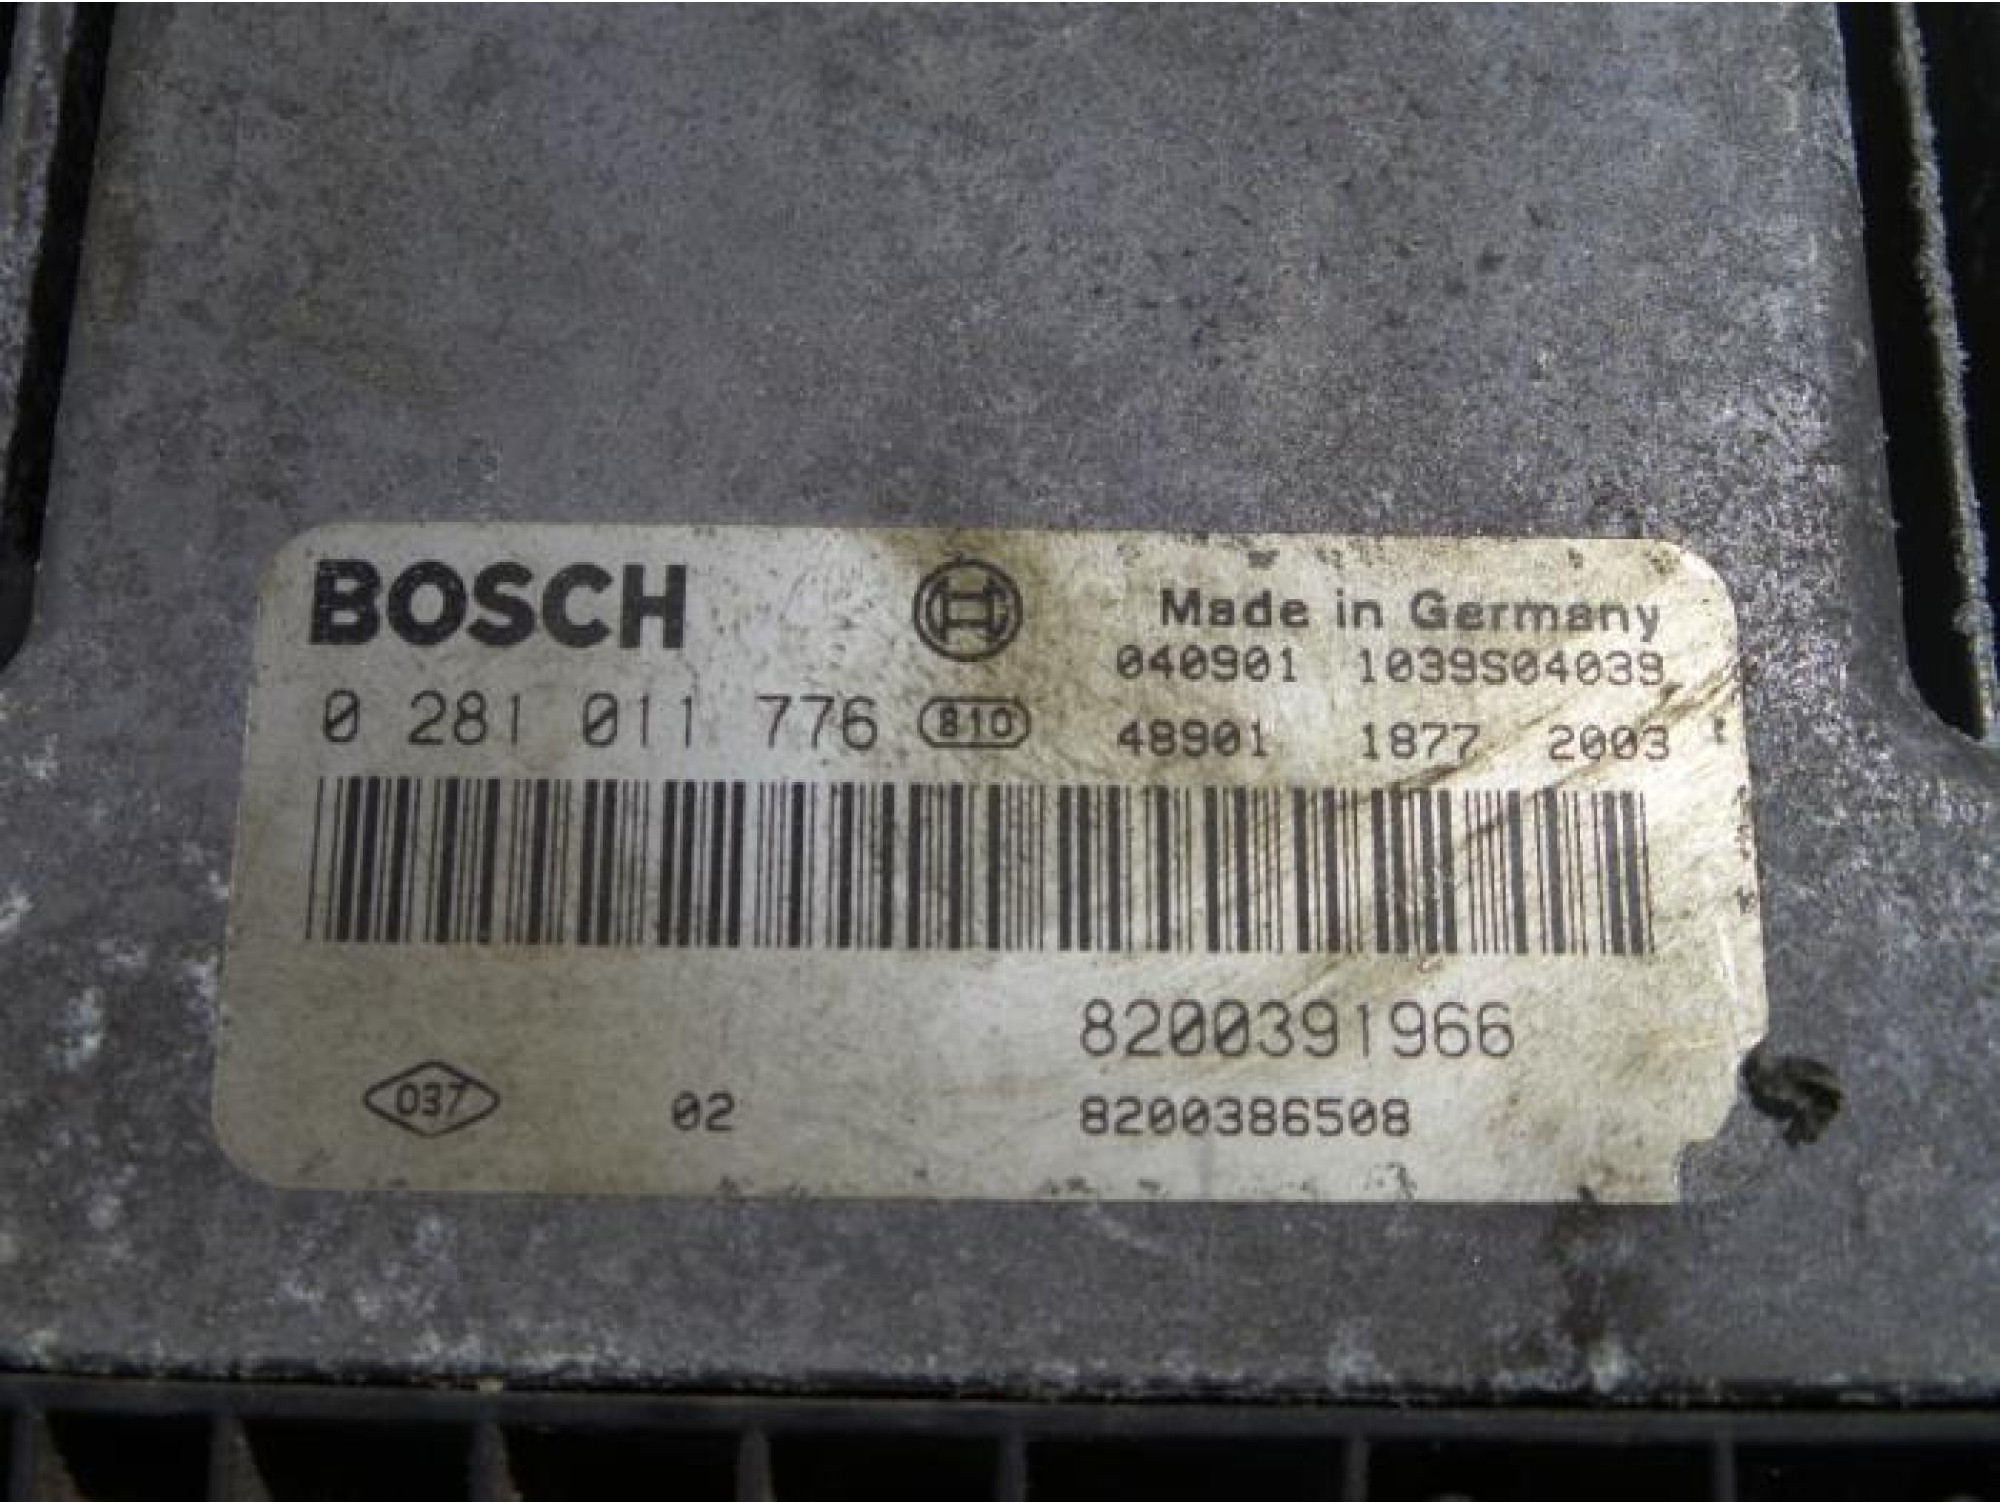 BOSCH
Made in Germany
040901 1039S04039
0 281 011 776 810 48901 1877 2003
8200391966
037 02 8200386508